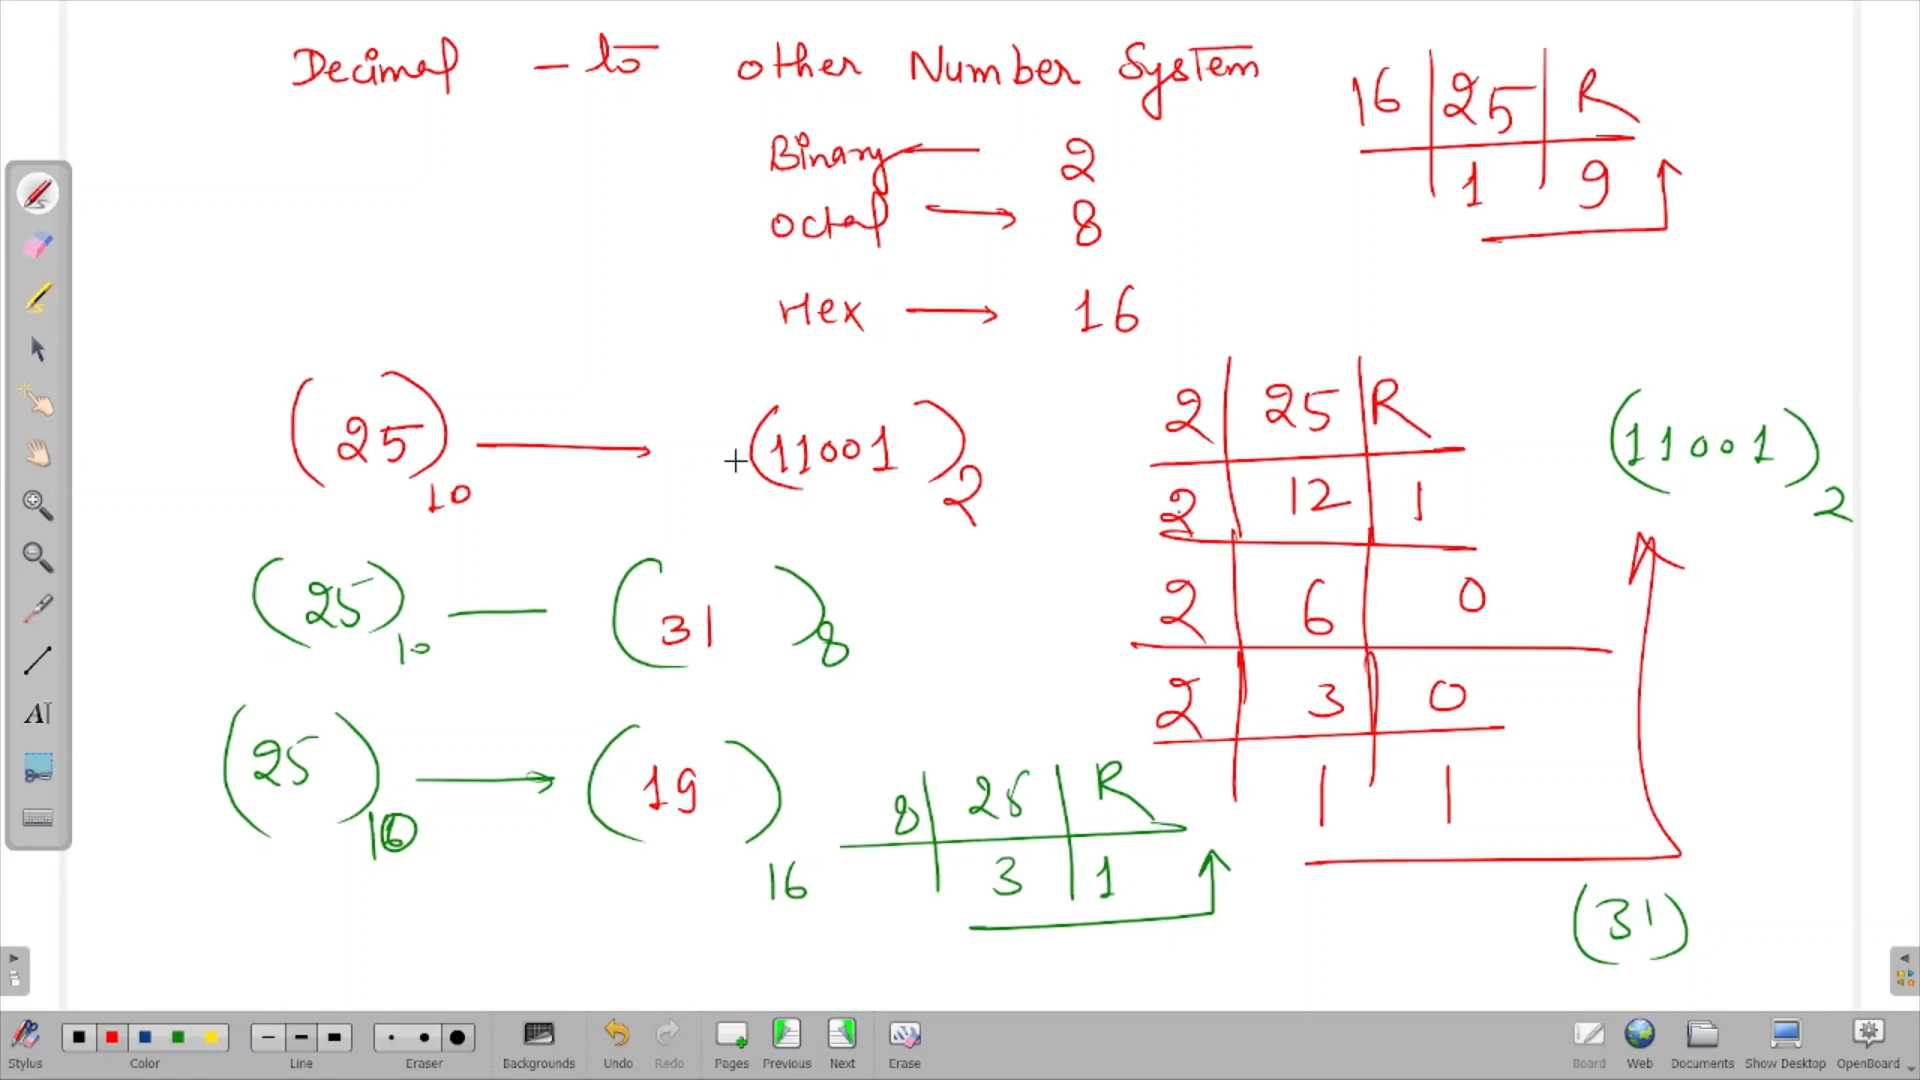 Decimal - to other Number System
Binary — 2
Octal → 8
Hex → 16
16 | 25 | R
1 | 9
(25)10 → (11001)2
2 | 25 | R
2 | 12 | 1
2 | 6 | 0
2 | 3 | 0
1 | 1
(11001)2
(25)10 — (31)8
(25)10 → (19)16
8 | 25 | R
3 | 1
(31)
AI
Stylus
Color
Line
Eraser
Backgrounds
Undo
Redo
Pages
Previous
Next
Erase
Board
Web
Documents
Show Desktop
OpenBoard